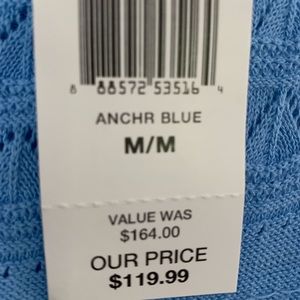 8 88572 53516 4
ANCHR BLUE
M/M
VALUE WAS
$164.00
OUR PRICE
$119.99